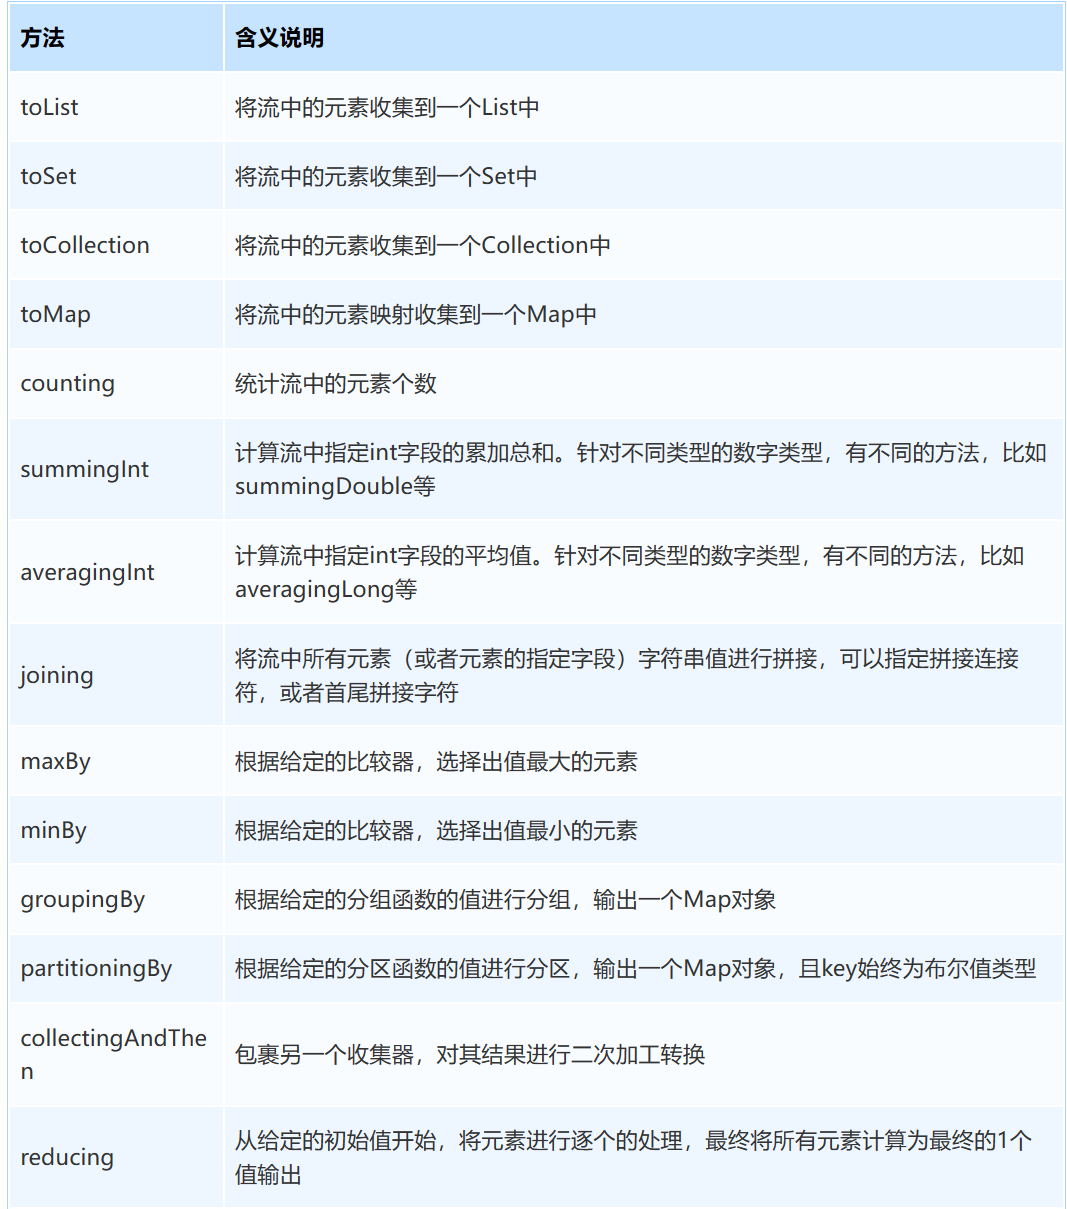 方法 含义说明
toList 将流中的元素收集到一个List中
toSet 将流中的元素收集到一个Set中
toCollection 将流中的元素收集到一个Collection中
toMap 将流中的元素映射收集到一个Map中
counting 统计流中的元素个数
summingInt
计算流中指定int字段的累加总和。针对不同类型的数字类型，有不同的方法，比如
summingDouble等
averagingInt
计算流中指定int字段的平均值。针对不同类型的数字类型，有不同的方法，比如
averagingLong等
joining
将流中所有元素（或者元素的指定字段）字符串值进行拼接，可以指定拼接连接
符，或者首尾拼接字符
maxBy 根据给定的比较器，选择出值最大的元素
minBy 根据给定的比较器，选择出值最小的元素
groupingBy 根据给定的分组函数的值进行分组，输出一个Map对象
partitioningBy 根据给定的分区函数的值进行分区，输出一个Map对象，且key始终为布尔值类型
collectingAndThe
n
包裹另一个收集器，对其结果进行二次加工转换
reducing
从给定的初始值开始，将元素进行逐个的处理，最终将所有元素计算为最终的1个
值输出